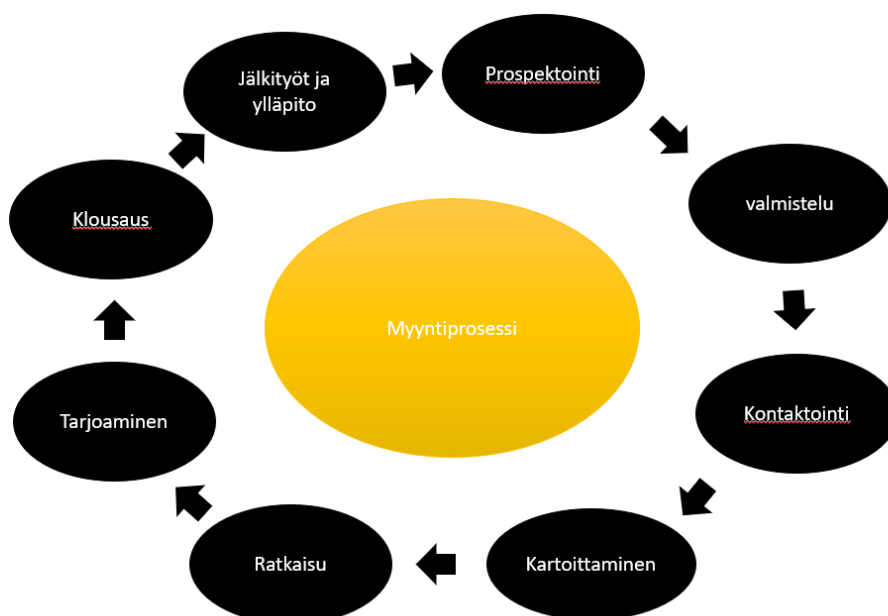 Jälkityöt ja
ylläpito
Prospektointi
valmistelu
Kontaktointi
Kartoittaminen
Ratkaisu
Tarjoaminen
Klousaus
Myyntiprosessi